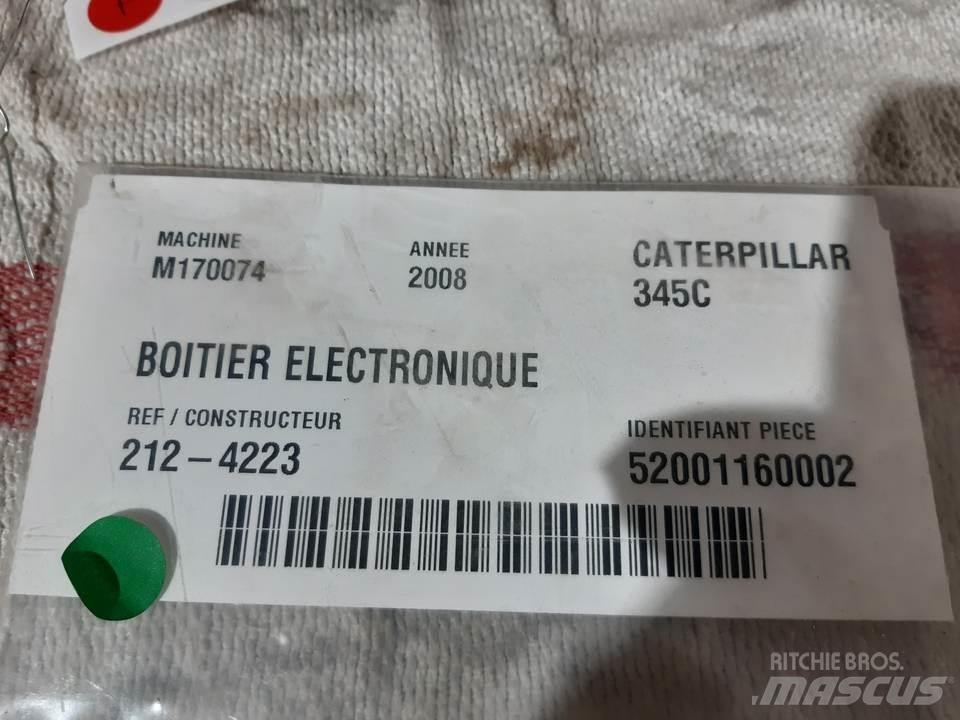 MACHINE
M170074
ANNEE
2008
CATERPILLAR
345C
BOITIER ELECTRONIQUE
REF / CONSTRUCTEUR
212-4223
IDENTIFIANT PIECE
52001160002
RITCHIE BROS.
MASCUS